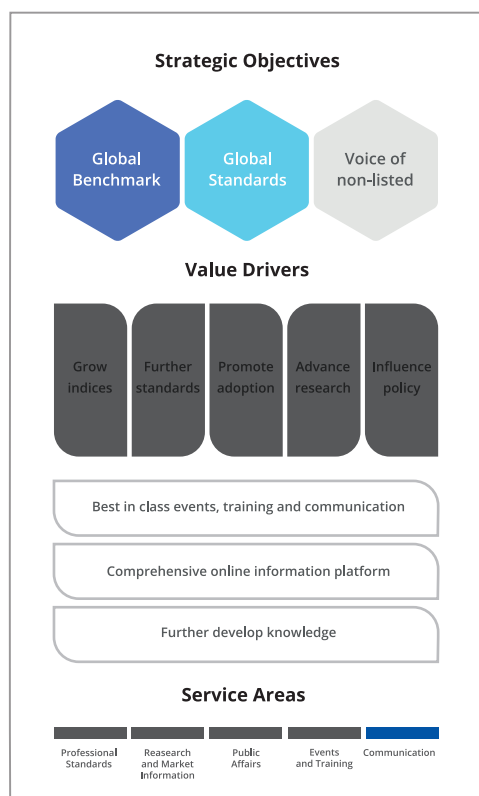 Strategic Objectives
Global
Benchmark
Global
Standards
Voice of
non-listed
Value Drivers
Grow
indices
Further
standards
Promote
adoption
Advance
research
Influence
policy
Best in class events, training and communication
Comprehensive online information platform
Further develop knowledge
Service Areas
Professional
Standards
Reasearch
and Market
Information
Public
Affairs
Events
and Training
Communication